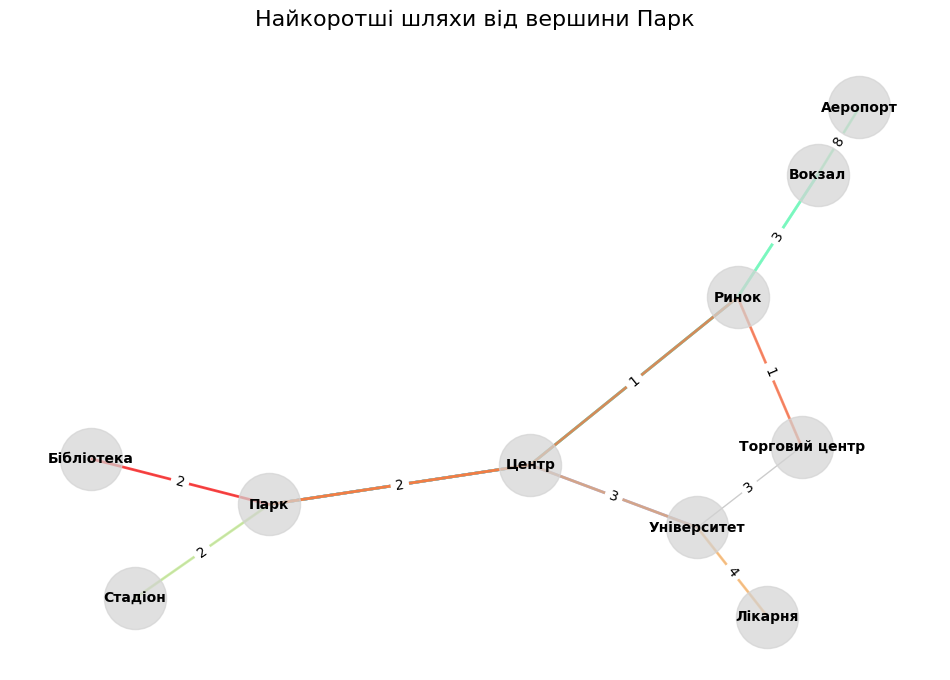 Найкоротші шляхи від вершини Парк
Аеропорт
8
Вокзал
3
Ринок
1
1
Торговий центр
Бібліотека
Центр
2
2
3
3
Парк
Університет
2
4
Стадіон
Лікарня